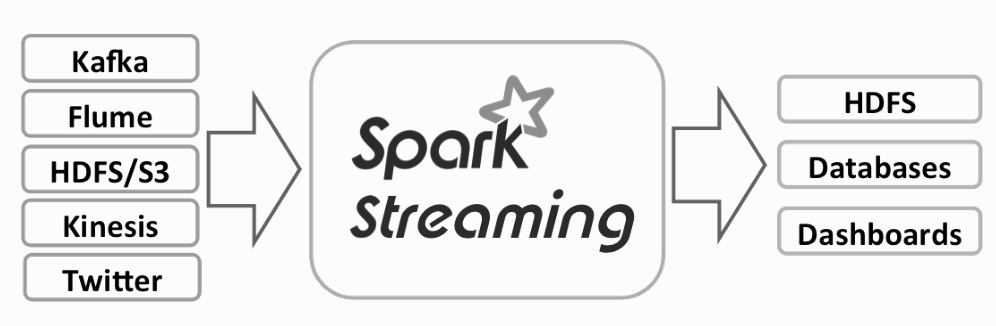 Kafka
Flume
HDFS/S3
Kinesis
Twitter
Spark
Streaming
HDFS
Databases
Dashboards